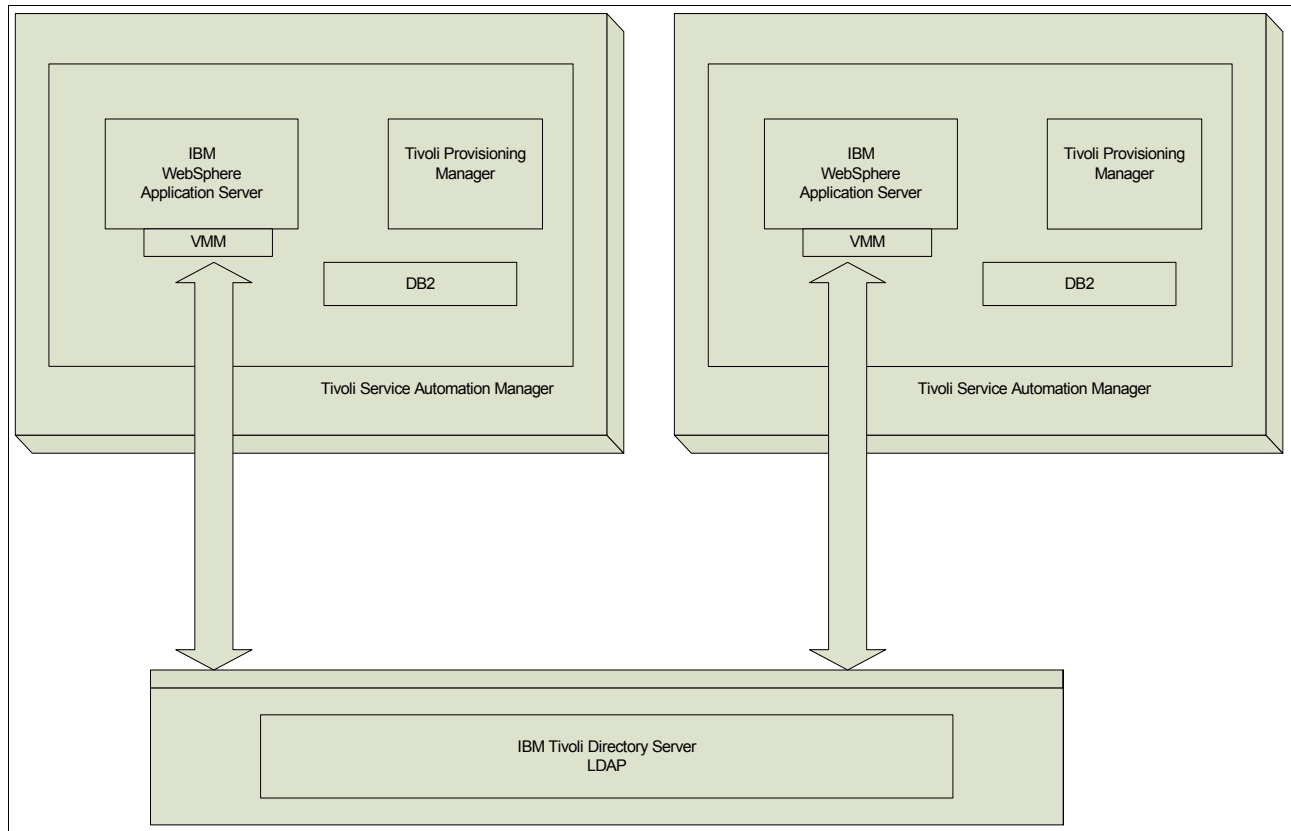 IBM
WebSphere
Application Server
VMM
Tivoli Provisioning
Manager
DB2
Tivoli Service Automation Manager
IBM
WebSphere
Application Server
VMM
Tivoli Provisioning
Manager
DB2
Tivoli Service Automation Manager
IBM Tivoli Directory Server
LDAP